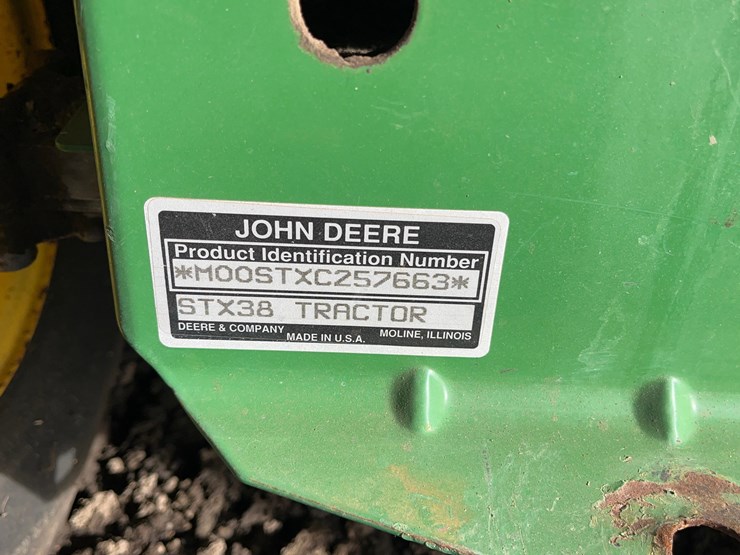 JOHN DEERE
Product Identification Number
*M00STXC257663*
STX38 TRACTOR
DEERE & COMPANY MADE IN U.S.A. MOLINE, ILLINOIS